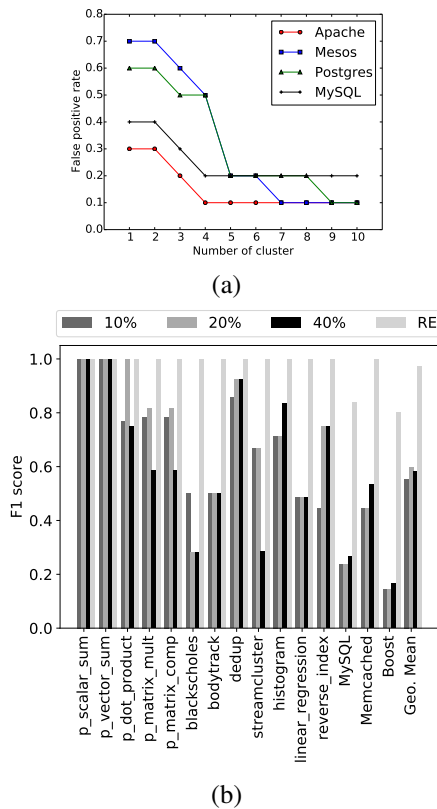 0.8
0.7
0.6
0.5
0.4
0.3
0.2
0.1
0.0
False positive rate
Apache
Mesos
Postgres
MySQL
1 2 3 4 5 6 7 8 9 10
Number of cluster
(a)
10% 20% 40% RE
1.0
0.8
0.6
0.4
0.2
0.0
F1 score
p_scalar_sum
p_vector_sum
p_dot_product
p_matrix_mult
p_matrix_comp
blackscholes
bodytrack
dedup
streamcluster
histogram
linear_regression
reverse_index
MySQL
Memcached
Boost
Geo. Mean
(b)